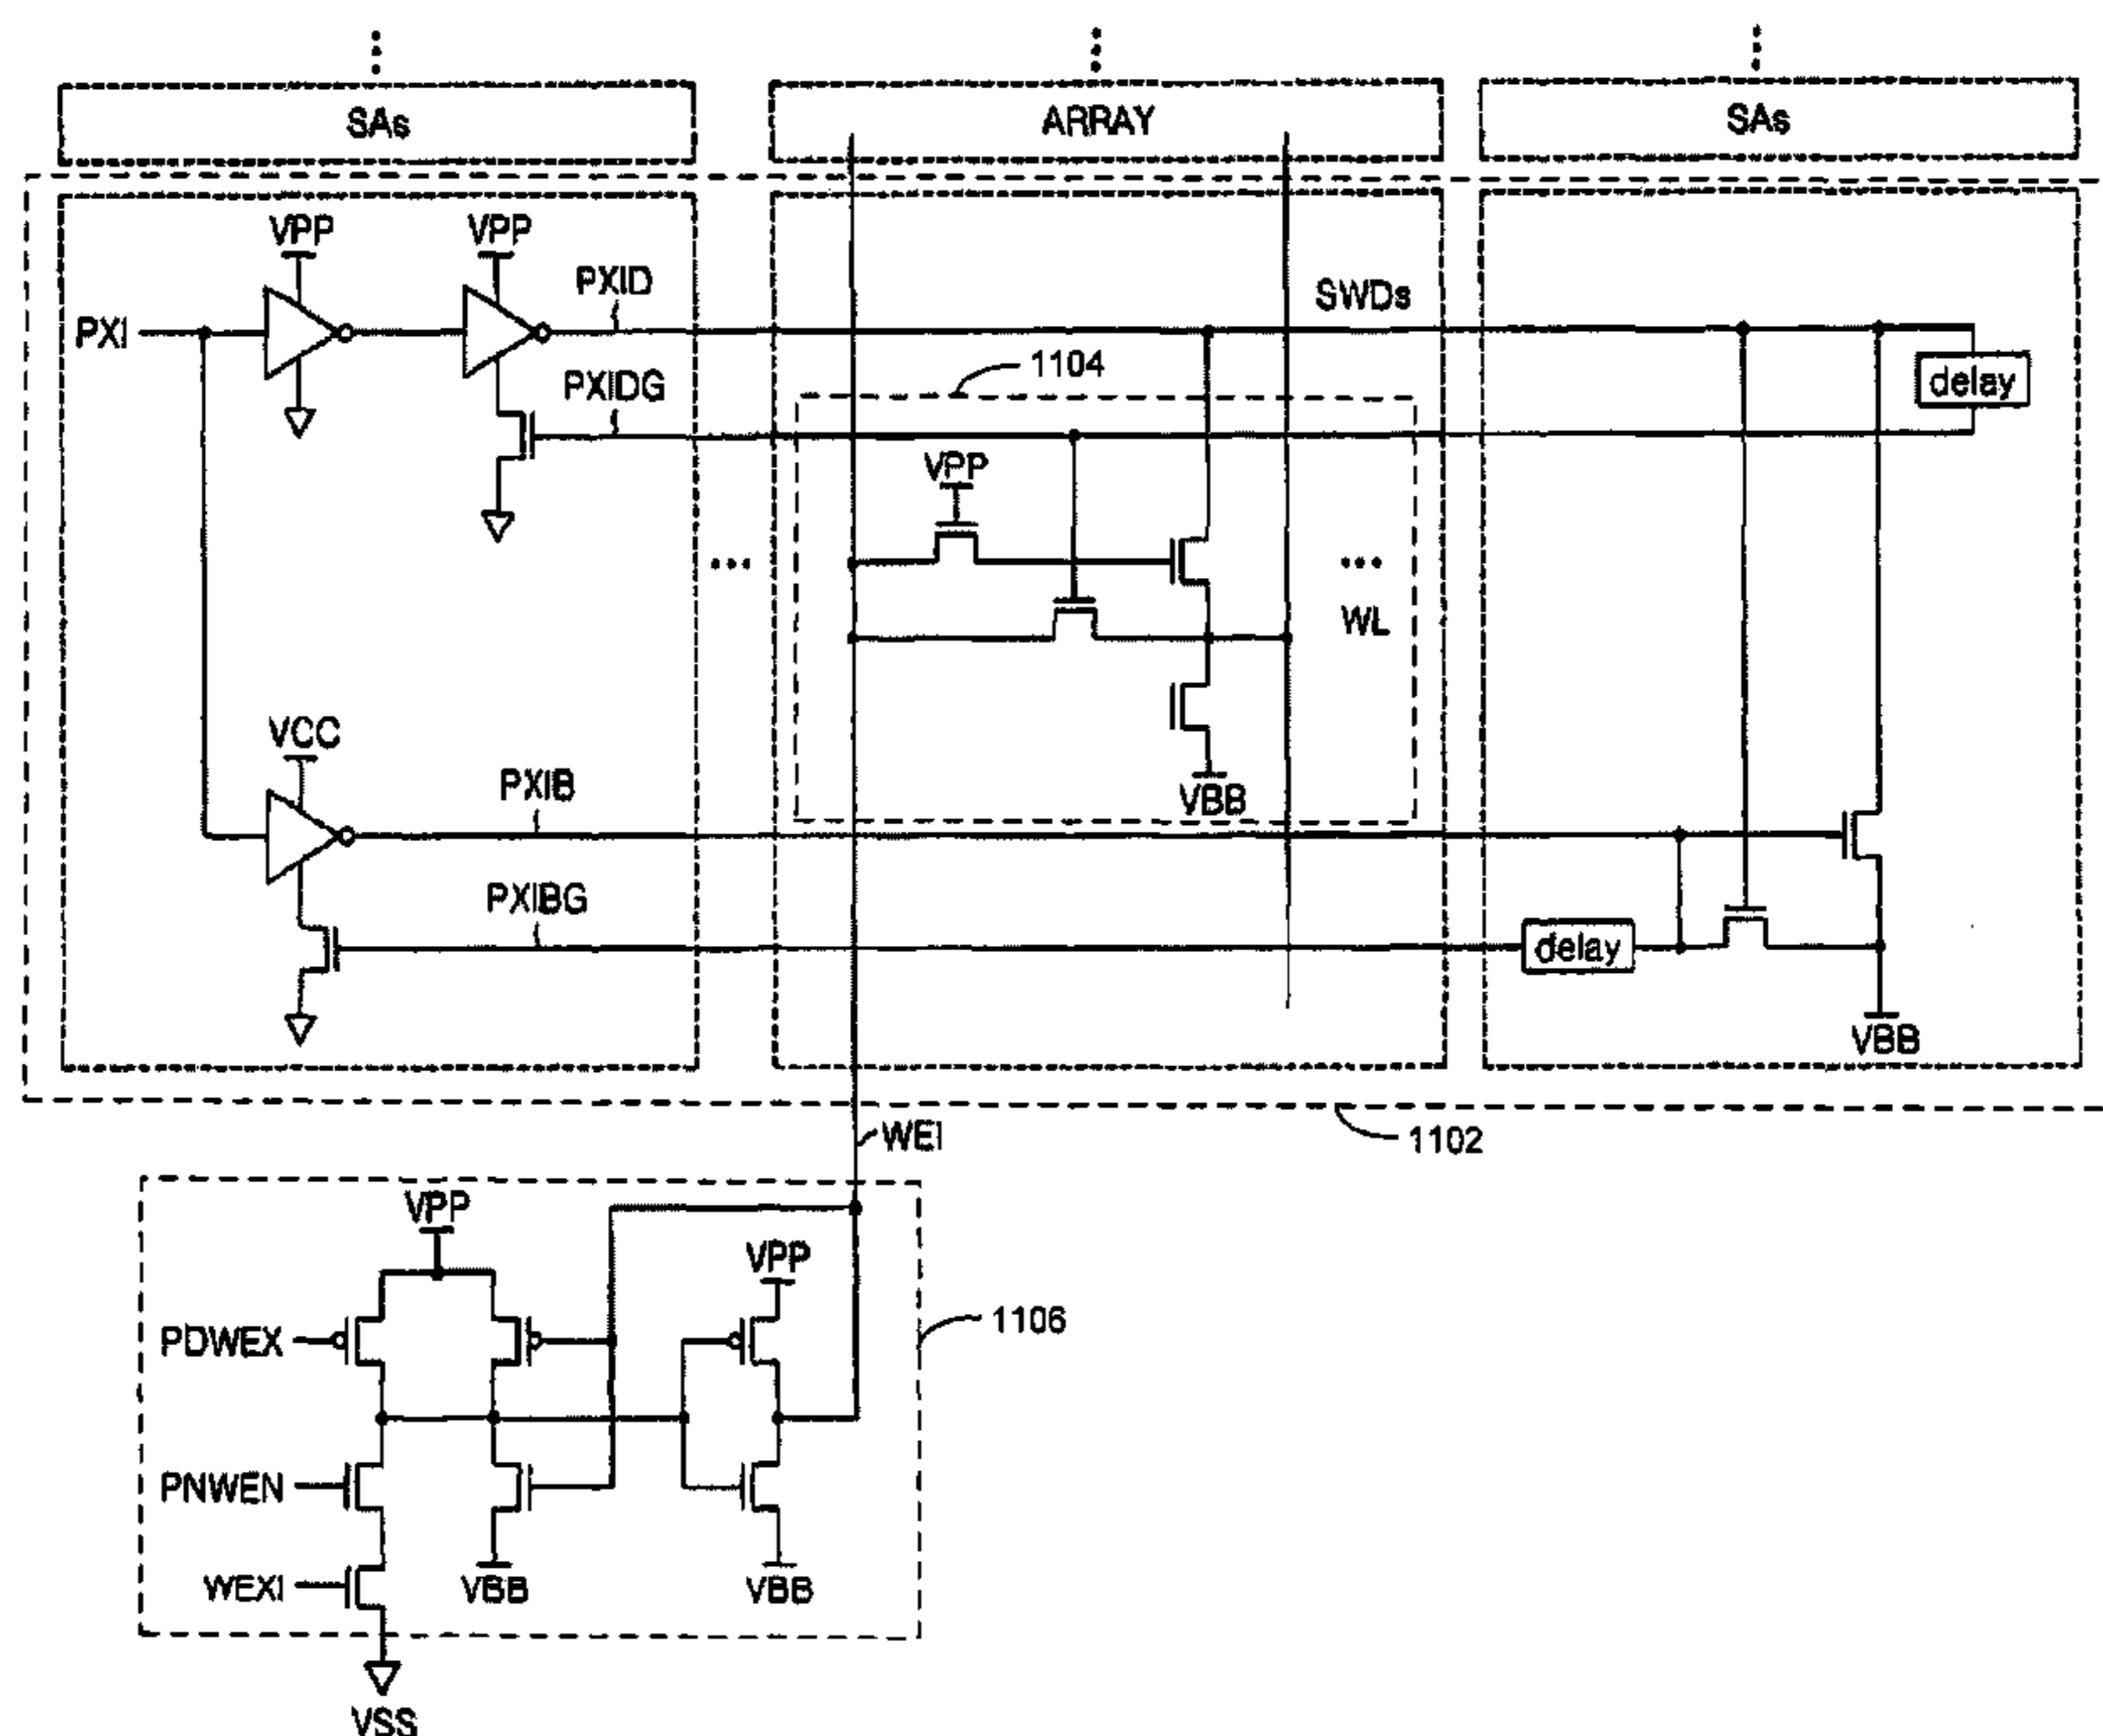 SAs
ARRAY
SAs
VPP
VPP
PXID
SWDs
PXI
1104
PXIDG
delay
VPP
WL
VCC
PXIB
VBB
PXIBG
delay
VBB
WEI
1102
VPP
VPP
PDWEX
1106
PNWEN
WEXI
VBB
VBB
VSS